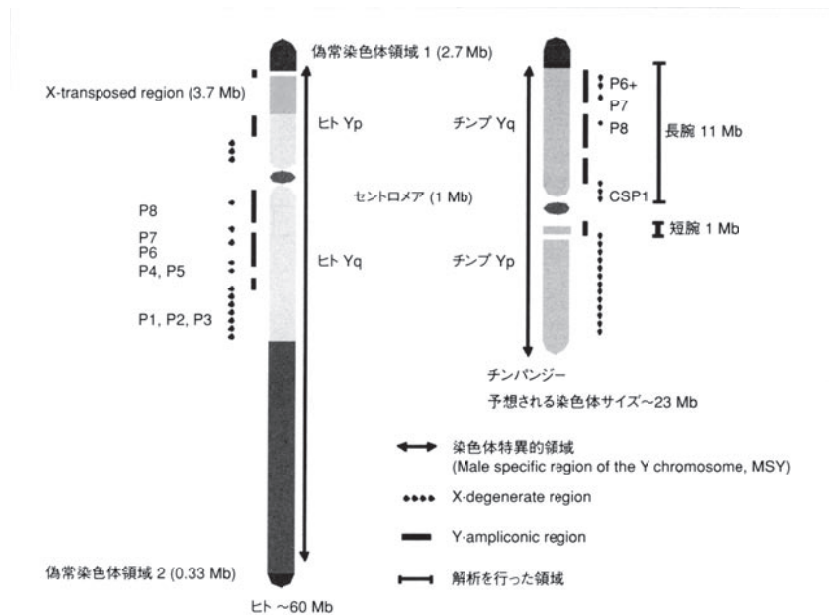 偽常染色体領域 1 (2.7 Mb)
X-transposed region (3.7 Mb)
ヒト Yp
セントロメア (1 Mb)
P8
P7
P6
P4, P5
ヒト Yq
P1, P2, P3
偽常染色体領域 2 (0.33 Mb)
ヒト ~60 Mb
チンプ Yq
P6+
P7
P8
長腕 11 Mb
CSP1
短腕 1 Mb
チンプ Yp
チンパンジー
予想される染色体サイズ~23 Mb
染色体特異的領域
(Male specific region of the Y chromosome, MSY)
X-degenerate region
Y-ampliconic region
解析を行った領域